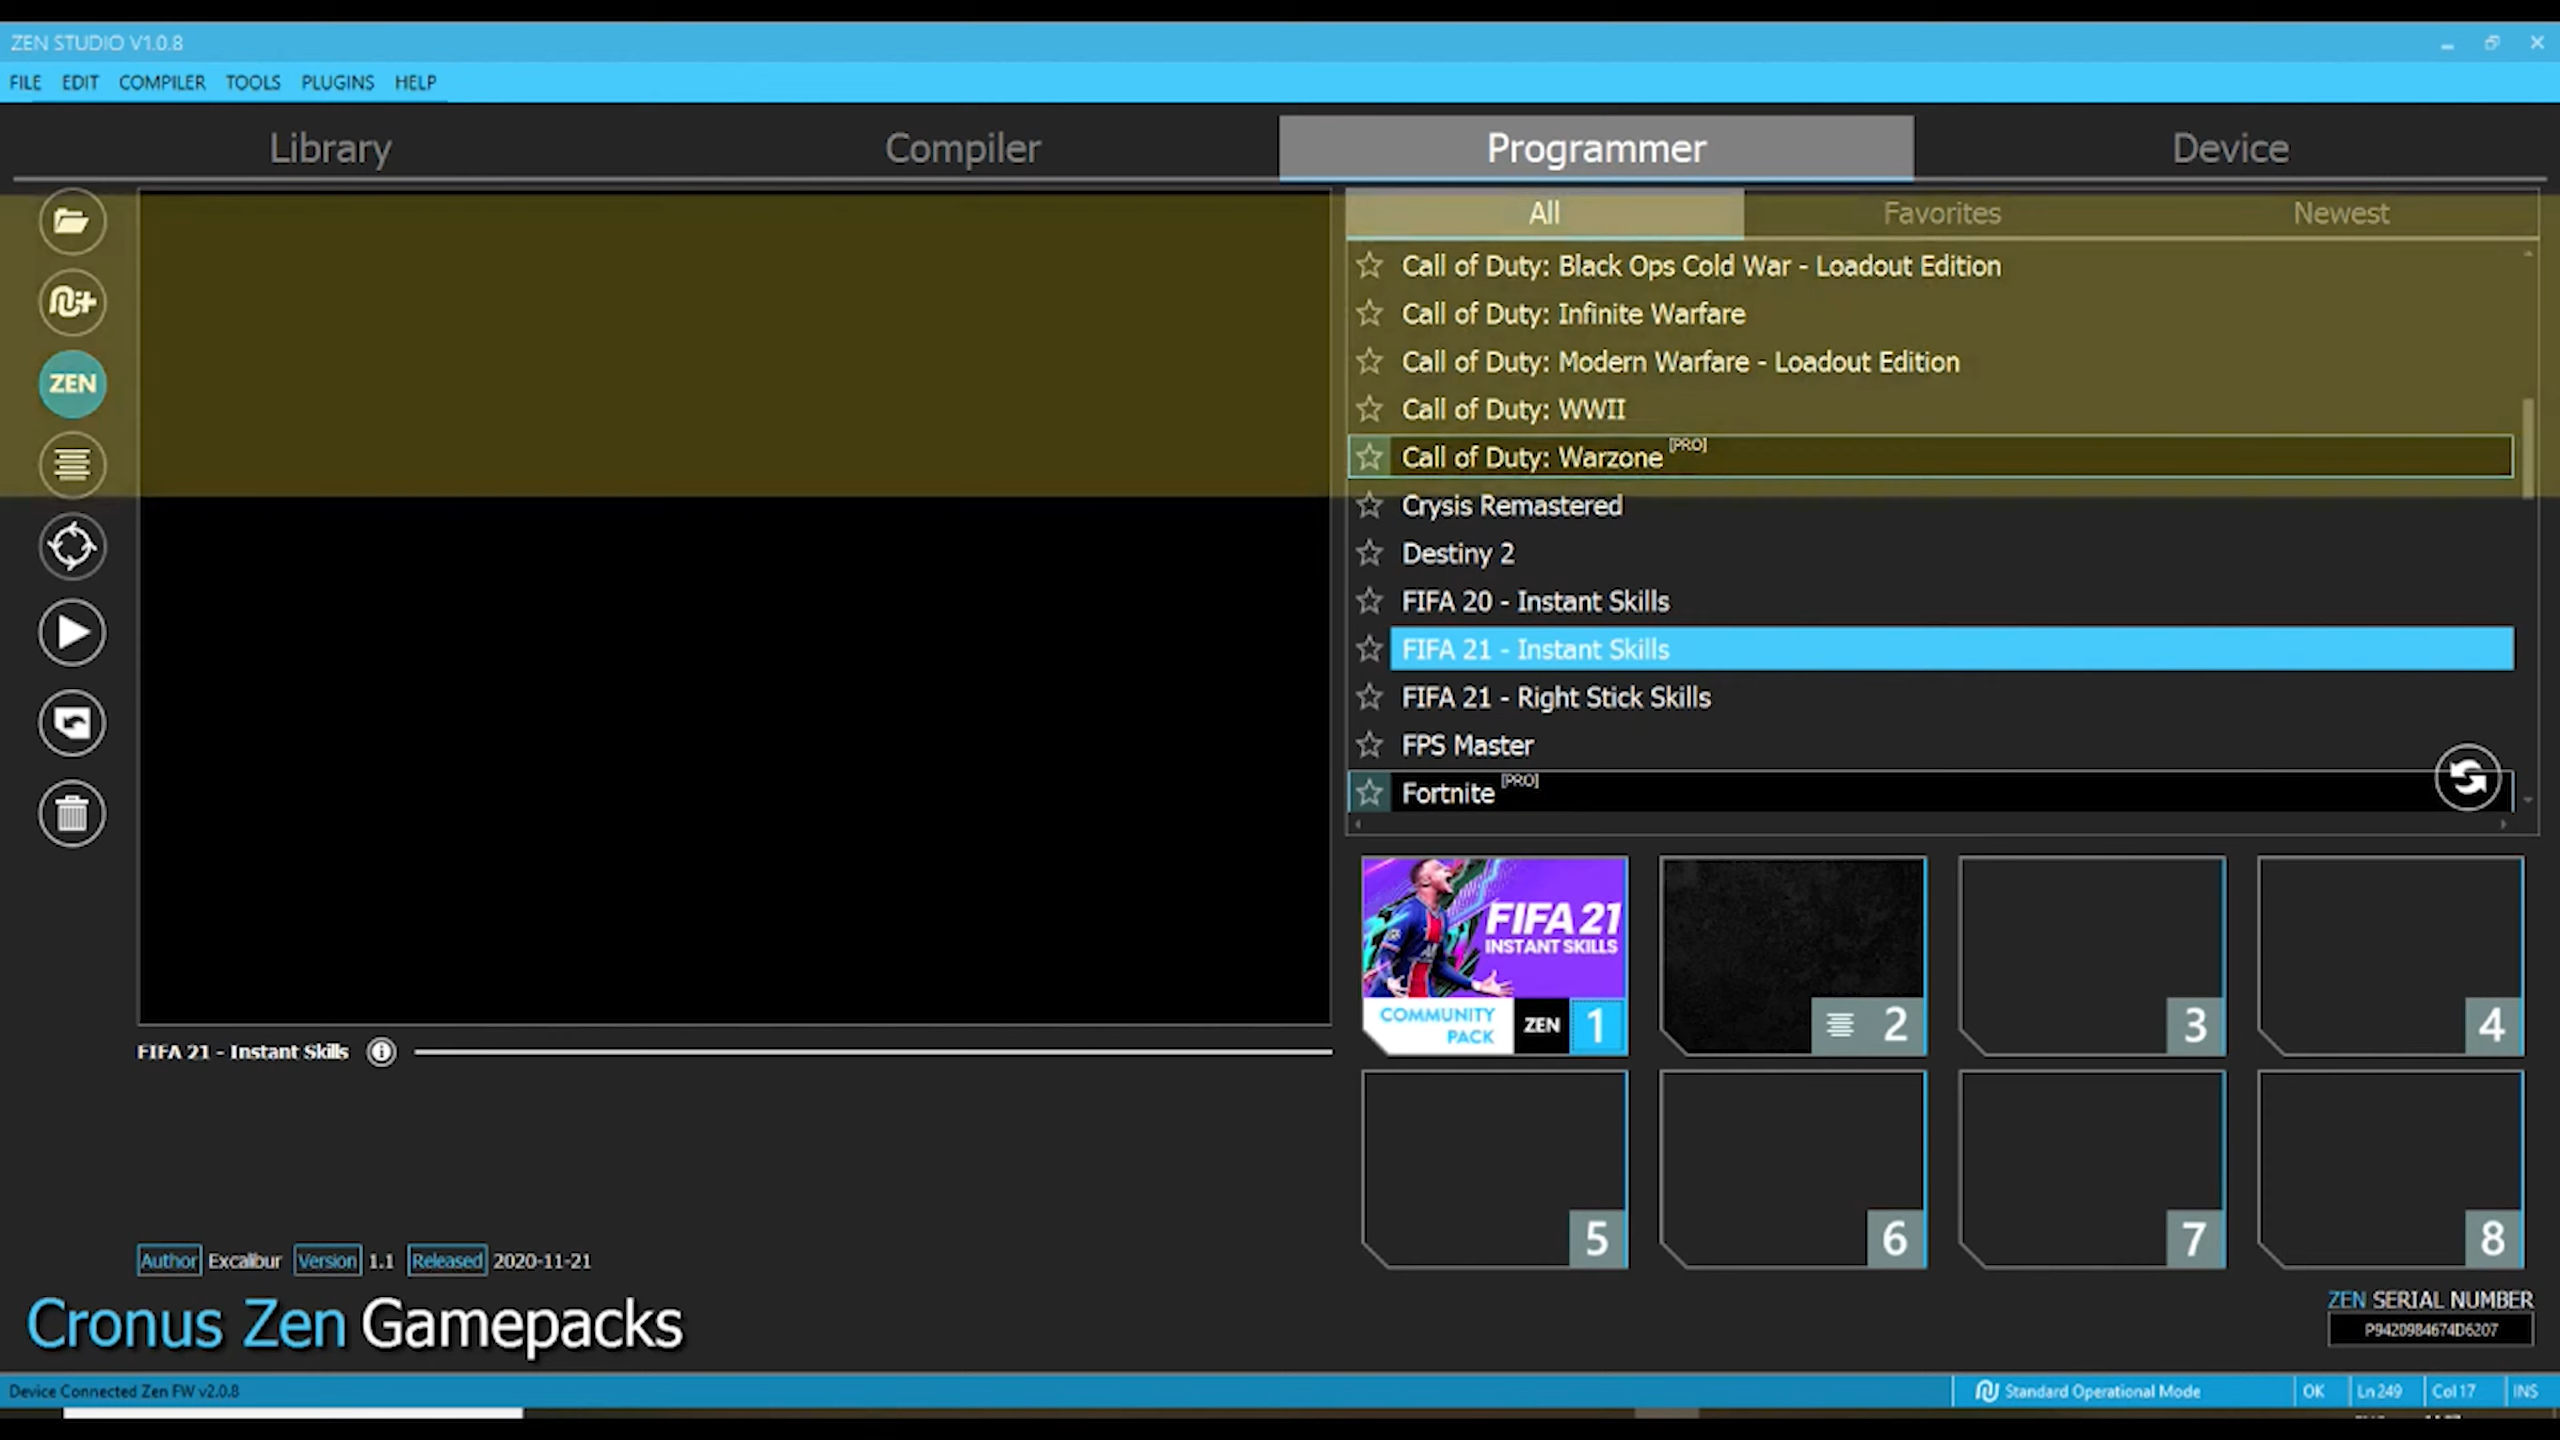 ZEN STUDIO V1.0.8
FILE EDIT COMPILER TOOLS PLUGINS HELP
Library Compiler Programmer Device
All Favorites Newest
ZEN
Call of Duty: Black Ops Cold War - Loadout Edition
Call of Duty: Infinite Warfare
Call of Duty: Modern Warfare - Loadout Edition
Call of Duty: WWII
Call of Duty: Warzone [PRO]
Crysis Remastered
Destiny 2
FIFA 20 - Instant Skills
FIFA 21 - Instant Skills
FIFA 21 - Right Stick Skills
FPS Master
Fortnite [PRO]
FIFA 21
INSTANT SKILLS
COMMUNITY
PACK
ZEN 1 2 3 4
5 6 7 8
FIFA 21 - Instant Skills
Author Excalibur Version 1.1 Released 2020-11-21
Cronus Zen Gamepacks
ZEN SERIAL NUMBER
P9420984674D6207
Device Connected Zen FW v2.0.8
Standard Operational Mode OK Ln 249 Col 17 INS